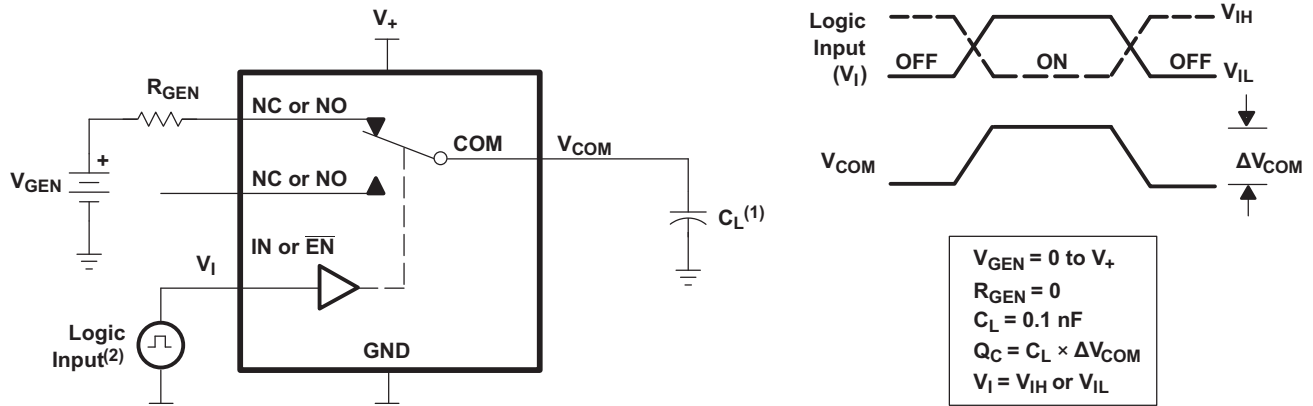 V+
RGEN
NC or NO
COM
VCOM
+
VGEN
NC or NO
CL(1)
IN or E̅N̅
VI
Logic
Input(2)
GND
Logic
Input
(VI)
OFF
ON
OFF
VIH
VIL
VCOM
ΔVCOM
VGEN = 0 to V+
RGEN = 0
CL = 0.1 nF
QC = CL × ΔVCOM
VI = VIH or VIL